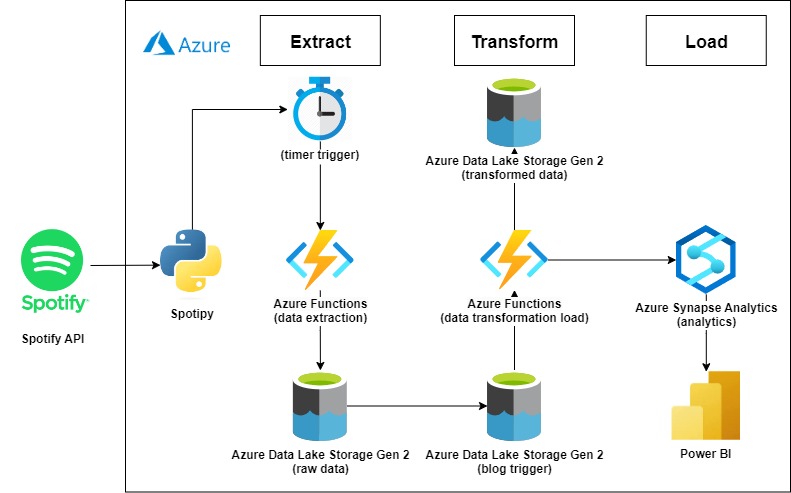 Azure
Extract
Transform
Load
(timer trigger)
Azure Data Lake Storage Gen 2
(transformed data)
Spotify
Spotify API
Spotipy
Azure Functions
(data extraction)
Azure Functions
(data transformation load)
Azure Synapse Analytics
(analytics)
Azure Data Lake Storage Gen 2
(raw data)
Azure Data Lake Storage Gen 2
(blog trigger)
Power BI